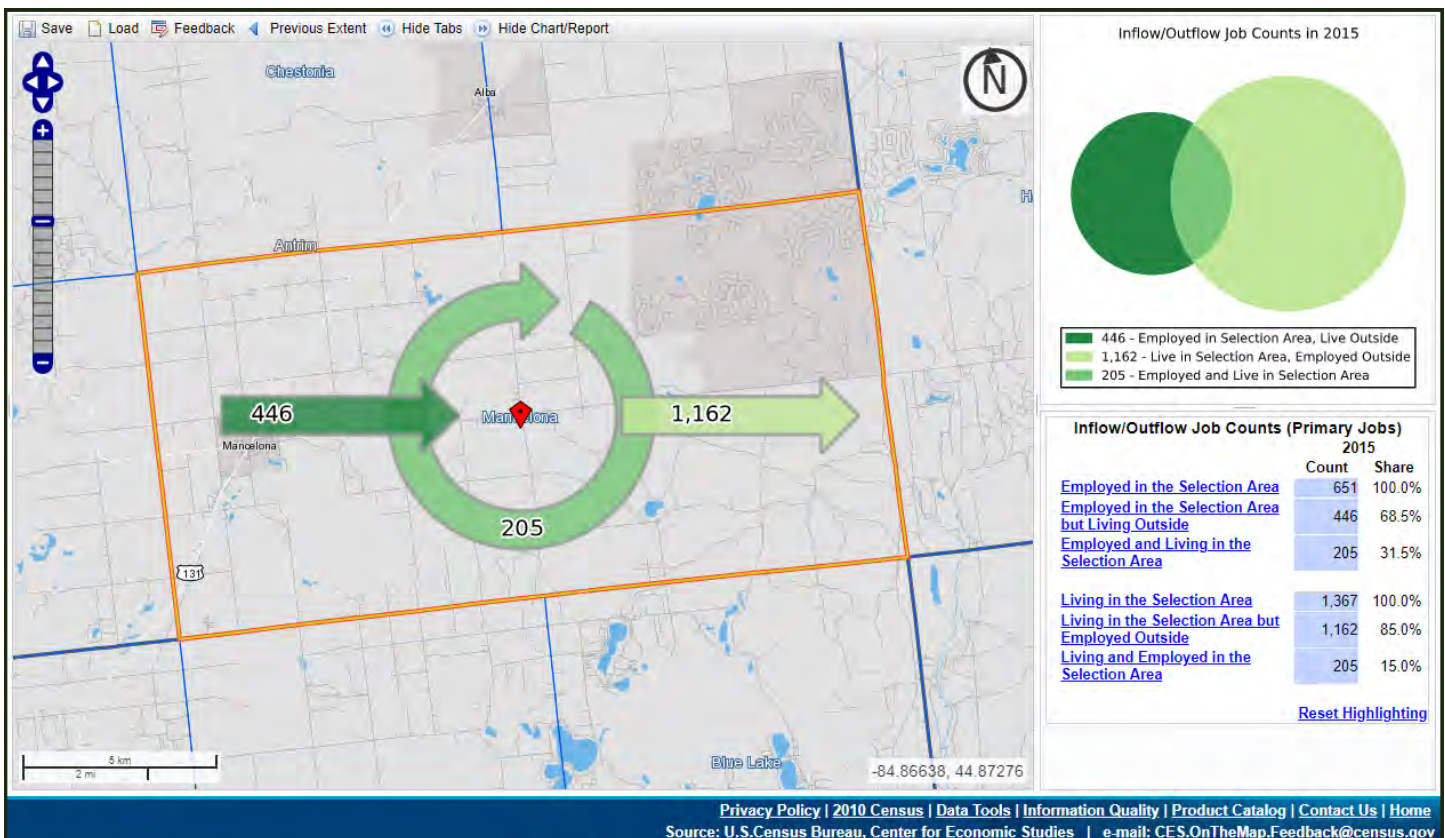 Save Load Feedback Previous Extent Hide Tabs Hide Chart/Report
Chestonia
Alba
N
H
Antrim
446
Mancelona
1,162
Mancelona
205
131
5 km
2 mi
Blue Lake
-84.86638, 44.87276
Inflow/Outflow Job Counts in 2015
446 - Employed in Selection Area, Live Outside
1,162 - Live in Selection Area, Employed Outside
205 - Employed and Live in Selection Area
Inflow/Outflow Job Counts (Primary Jobs)
2015
Count Share
Employed in the Selection Area 651 100.0%
Employed in the Selection Area
but Living Outside 446 68.5%
Employed and Living in the
Selection Area 205 31.5%
Living in the Selection Area 1,367 100.0%
Living in the Selection Area but
Employed Outside 1,162 85.0%
Living and Employed in the
Selection Area 205 15.0%
Reset Highlighting
Privacy Policy | 2010 Census | Data Tools | Information Quality | Product Catalog | Contact Us | Home
Source: U.S.Census Bureau, Center for Economic Studies | e-mail: CES.OnTheMap.Feedback@census.gov